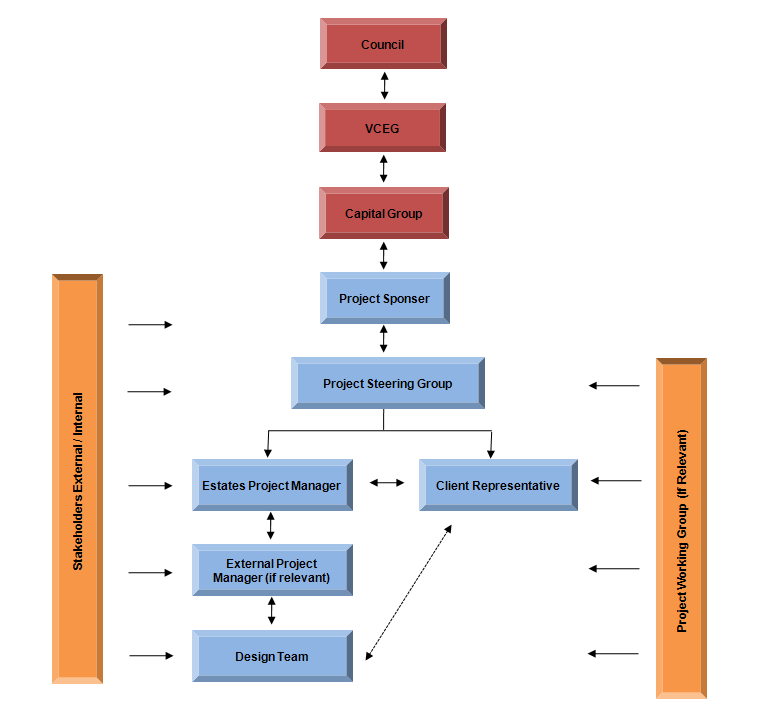 Council
VCEG
Capital Group
Project Sponser
Project Steering Group
Estates Project Manager
Client Representative
External Project
Manager (if relevant)
Design Team
Stakeholders External / Internal
Project Working Group (If Relevant)